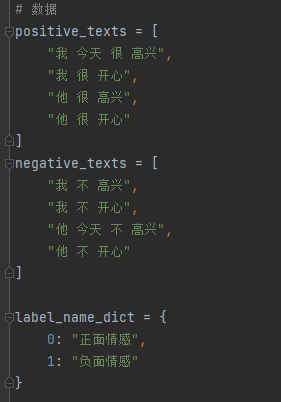 # 数据
positive_texts = [
    "我 今天 很 高兴",
    "我 很 开心",
    "他 很 高兴",
    "他 很 开心"
]
negative_texts = [
    "我 不 高兴",
    "我 不 开心",
    "他 今天 不 高兴",
    "他 不 开心"
]
label_name_dict = {
    0: "正面情感",
    1: "负面情感"
}